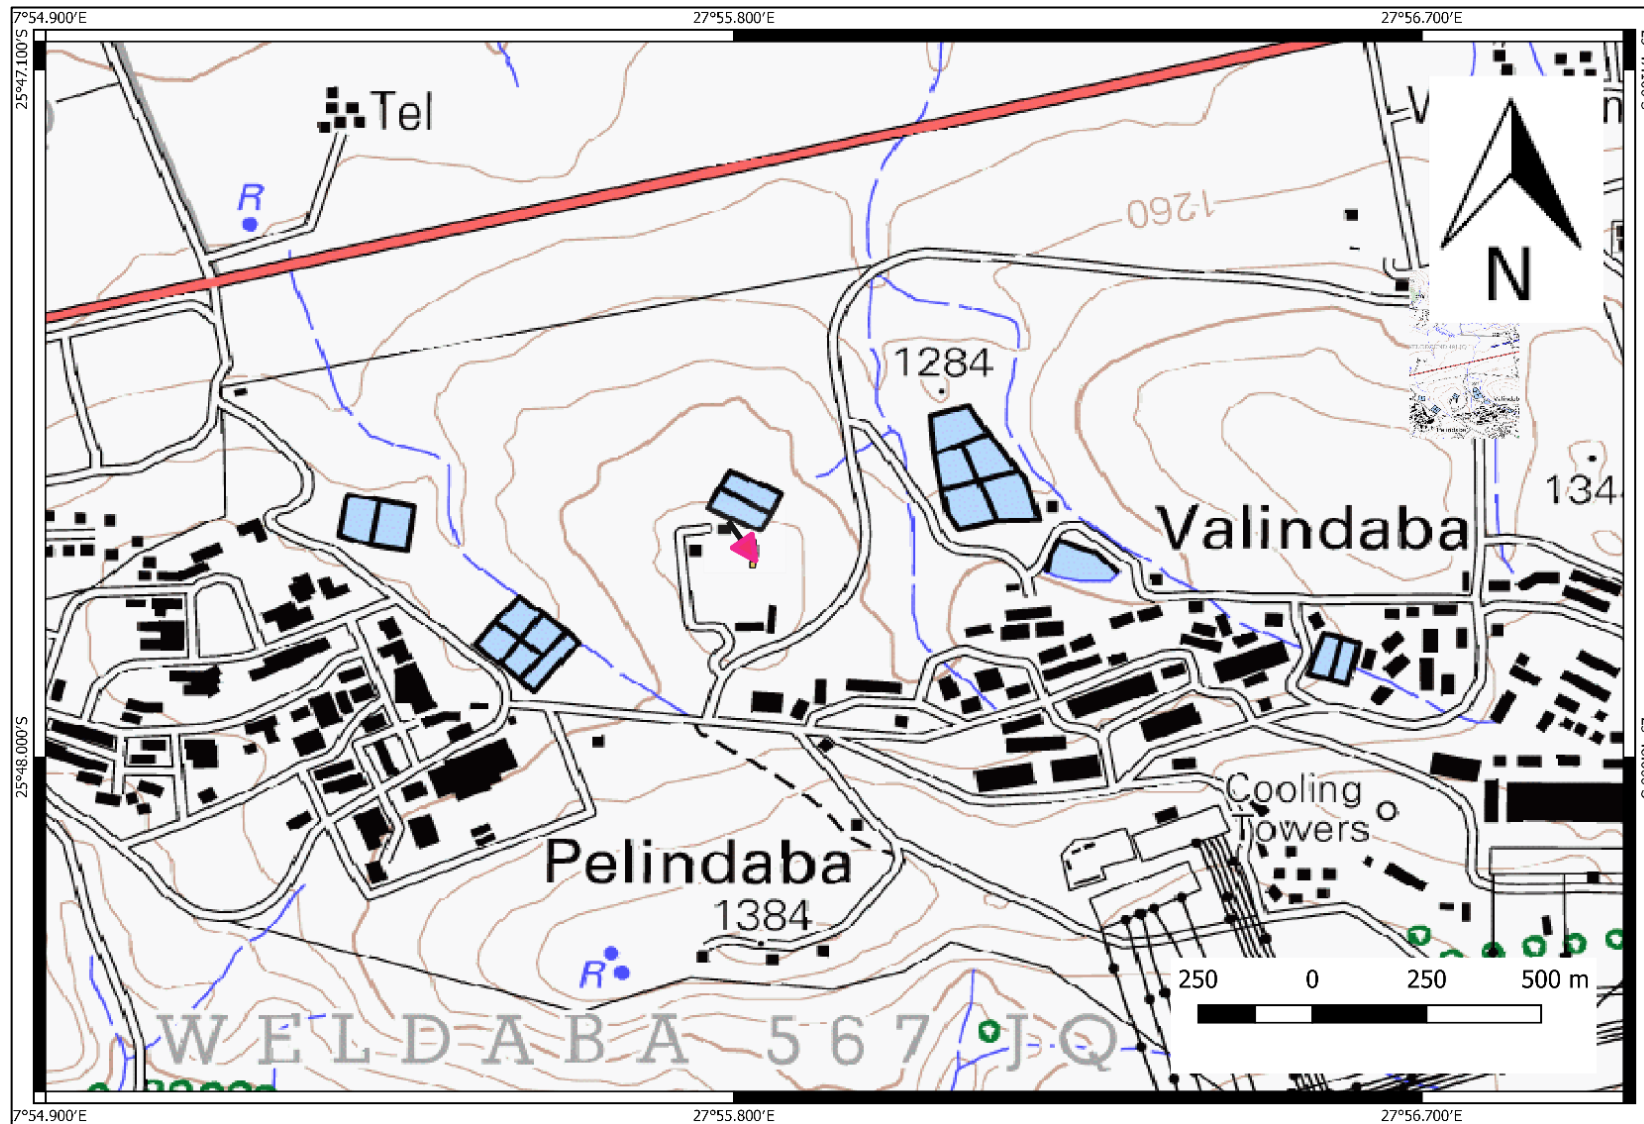 7°54.900′E 27°55.800′E 27°56.700′E
25°47.100′S
Tel
R
1260
N
1284
134
Valindaba
25°48.000′S
Cooling
Towers
Pelindaba
1384
R
250 0 250 500 m
WELDABA 567 JQ
7°54.900′E 27°55.800′E 27°56.700′E